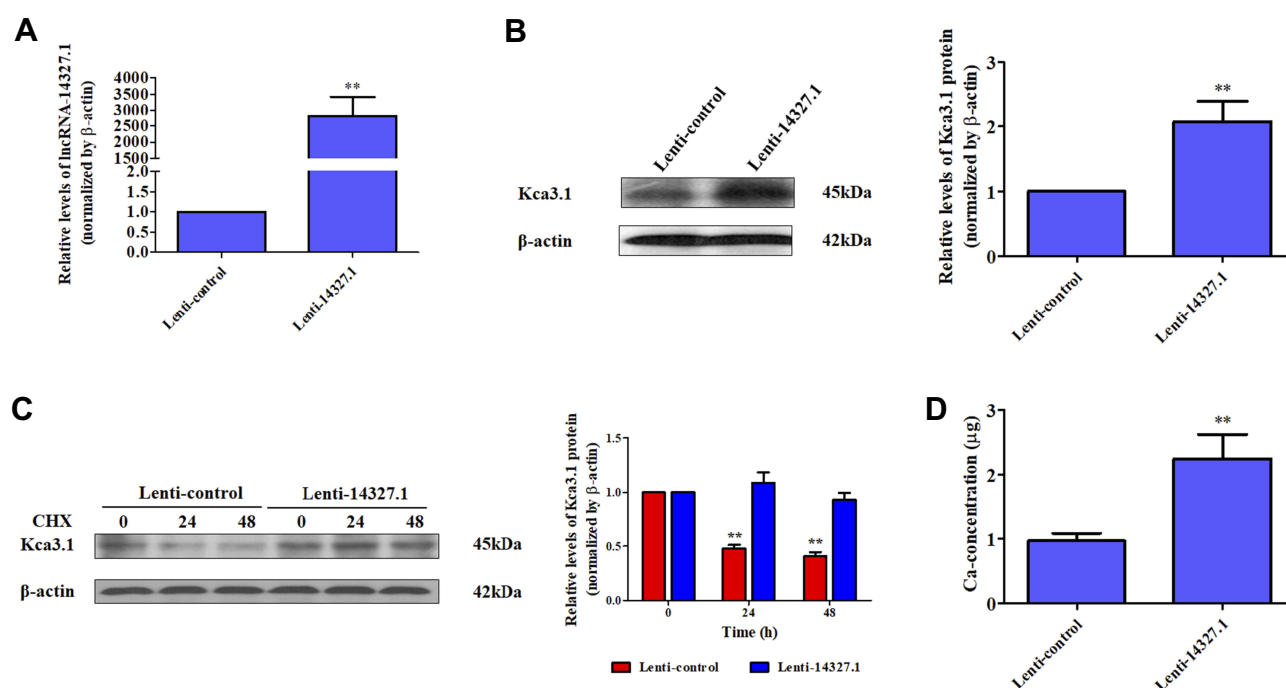 A
Relative levels of lncRNA-14327.1
(normalized by β-actin)
4000
3500
3000
2500
2000
1500
2.0
1.5
1.0
0.5
0.0
**
Lenti-control
Lenti-14327.1
B
Lenti-control
Lenti-14327.1
Kca3.1
45kDa
β-actin
42kDa
Relative levels of Kca3.1 protein
(normalized by β-actin)
3
2
1
0
**
Lenti-control
Lenti-14327.1
C
Lenti-control
Lenti-14327.1
CHX
0
24
48
0
24
48
Kca3.1
45kDa
β-actin
42kDa
Relative levels of Kca3.1 protein
(normalized by β-actin)
1.5
1.0
0.5
0.0
**
**
0
24
48
Time (h)
Lenti-control
Lenti-14327.1
D
Ca-concentration (μg)
3
2
1
0
**
Lenti-control
Lenti-14327.1